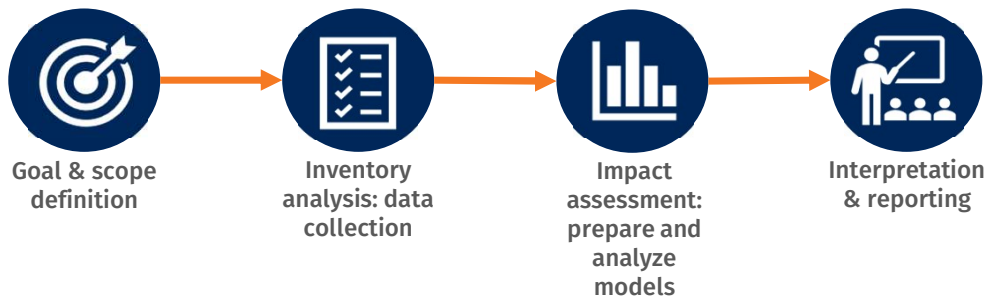 Goal & scope
definition
Inventory
analysis: data
collection
Impact
assessment:
prepare and
analyze
models
Interpretation
& reporting